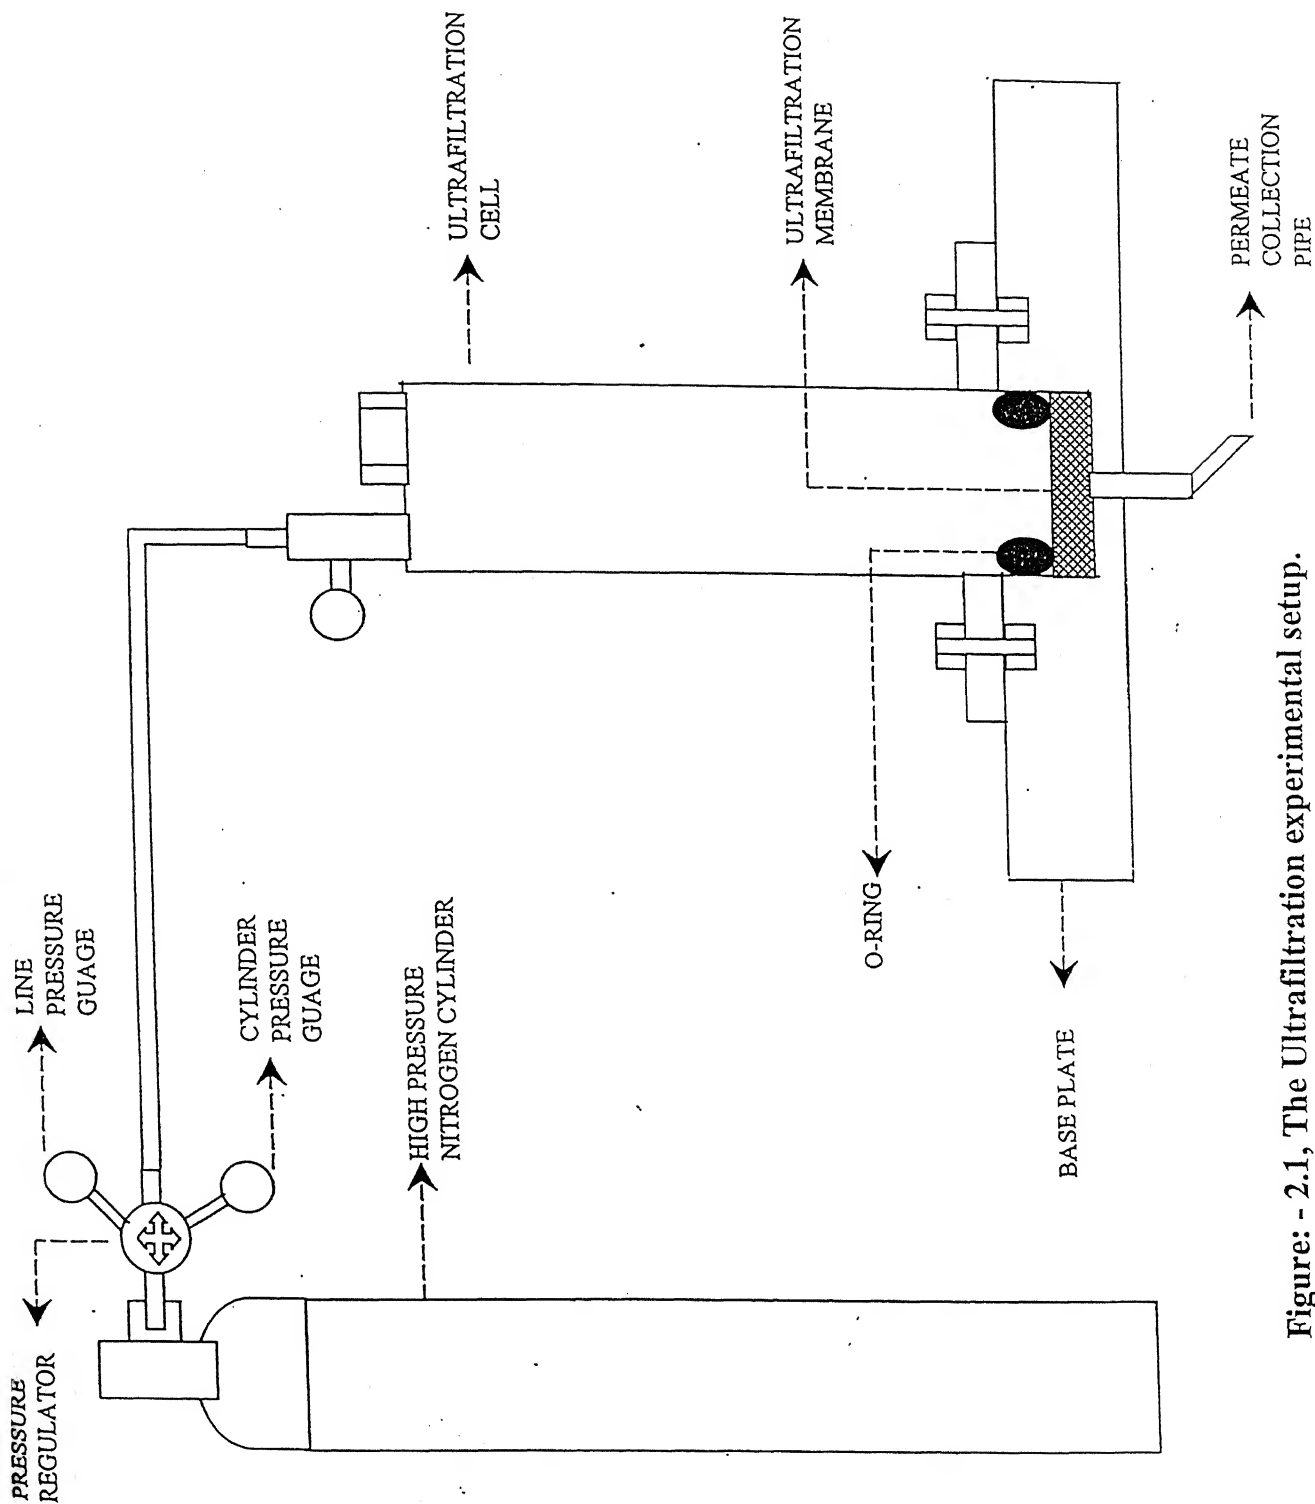 PRESSURE
REGULATOR
LINE
PRESSURE
GUAGE
CYLINDER
PRESSURE
GUAGE
HIGH PRESSURE
NITROGEN CYLINDER
ULTRAFILTRATION
CELL
ULTRAFILTRATION
MEMBRANE
O-RING
BASE PLATE
PERMEATE
COLLECTION
PIPE
Figure: - 2.1, The Ultrafiltration experimental setup.